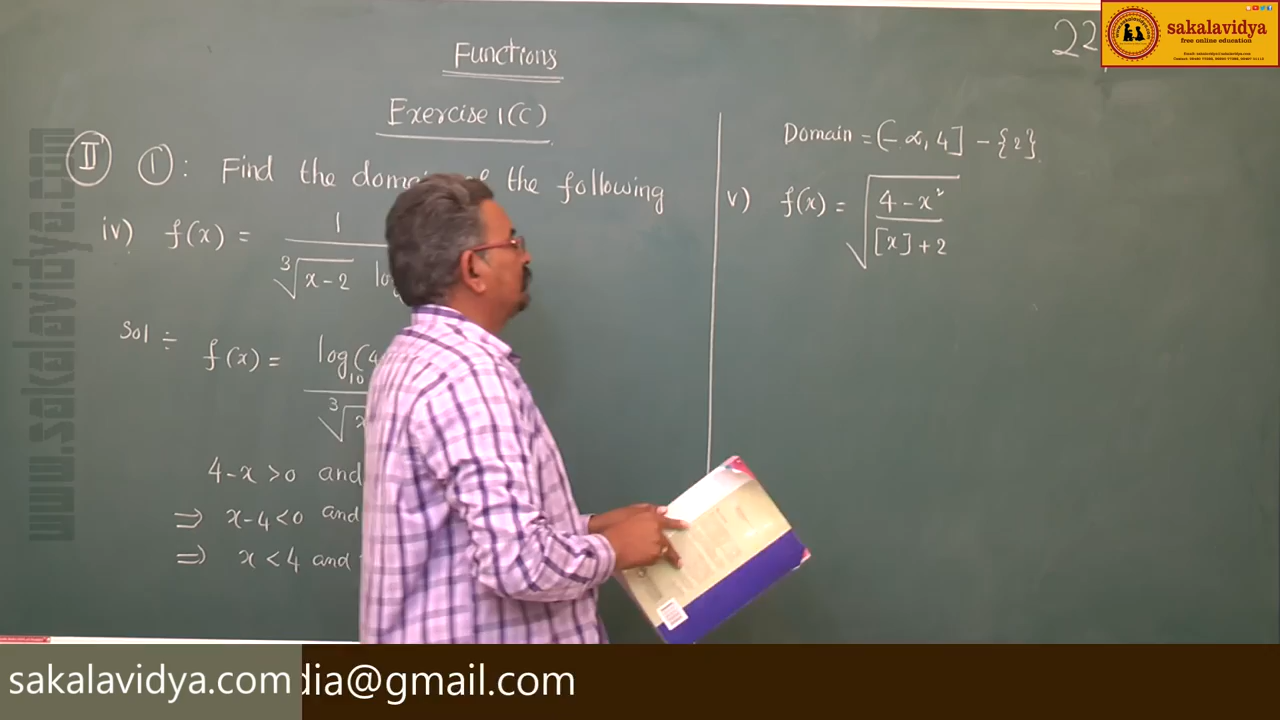 Functions
Exercise 1(C)
II 1 : Find the domain of the following
iv) f(x) = 1 / ∛x-2
Sol ÷ f(x) = log₁₀(4 / ∛
4-x >0 and
⇒ x-4<0 and
⇒ x <4 and
Domain = (-∞, 4] - {2}.
v) f(x) = √(4-x² / [x]+2)
22
sakalavidya
free online education
www.sakalavidya.com
sakalavidya.com
dia@gmail.com